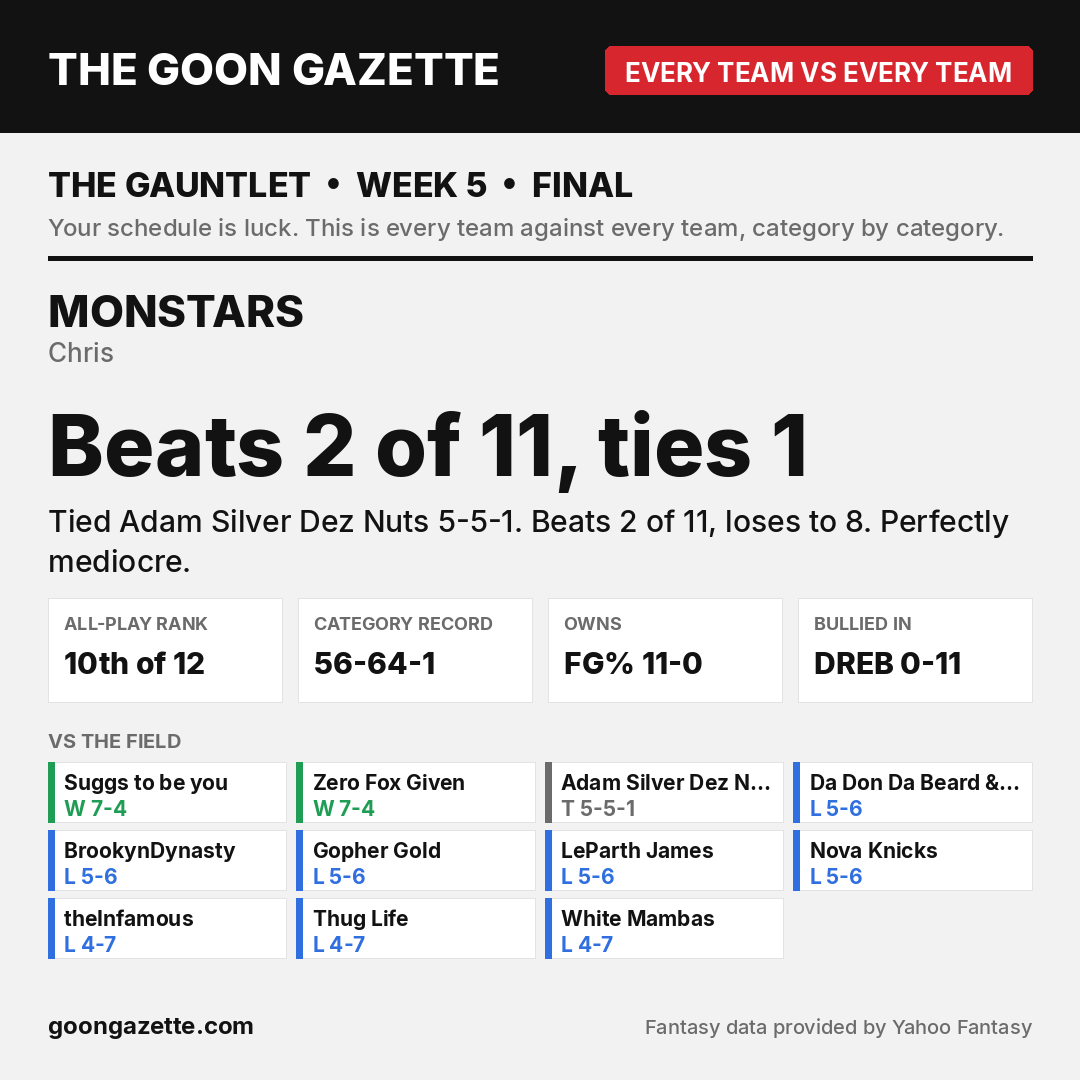 THE GOON GAZETTE
EVERY TEAM VS EVERY TEAM
THE GAUNTLET • WEEK 5 • FINAL
Your schedule is luck. This is every team against every team, category by category.
MONSTARS
Chris
Beats 2 of 11, ties 1
Tied Adam Silver Dez Nuts 5-5-1. Beats 2 of 11, loses to 8. Perfectly
mediocre.
ALL-PLAY RANK
10th of 12
CATEGORY RECORD
56-64-1
OWNS
FG% 11-0
BULLIED IN
DREB 0-11
VS THE FIELD
Suggs to be you
W 7-4
Zero Fox Given
W 7-4
Adam Silver Dez N...
T 5-5-1
Da Don Da Beard &...
L 5-6
BrookynDynasty
L 5-6
Gopher Gold
L 5-6
LeParth James
L 5-6
Nova Knicks
L 5-6
theInfamous
L 4-7
Thug Life
L 4-7
White Mambas
L 4-7
goongazette.com
Fantasy data provided by Yahoo Fantasy